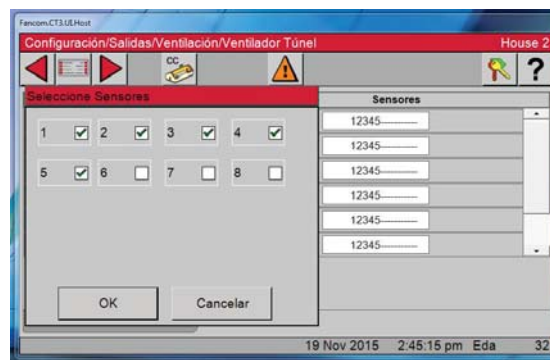 Fancom.CT3.UI.Host
Configuración/Salidas/Ventilación/Ventilador Túnel House 2
CC
?
Seleccione Sensores
Sensores
1 2 3 4
5 6 7 8
12345-----------
12345-----------
12345-----------
12345-----------
12345-----------
12345-----------
OK Cancelar
19 Nov 2015 2:45:15 pm Eda 32